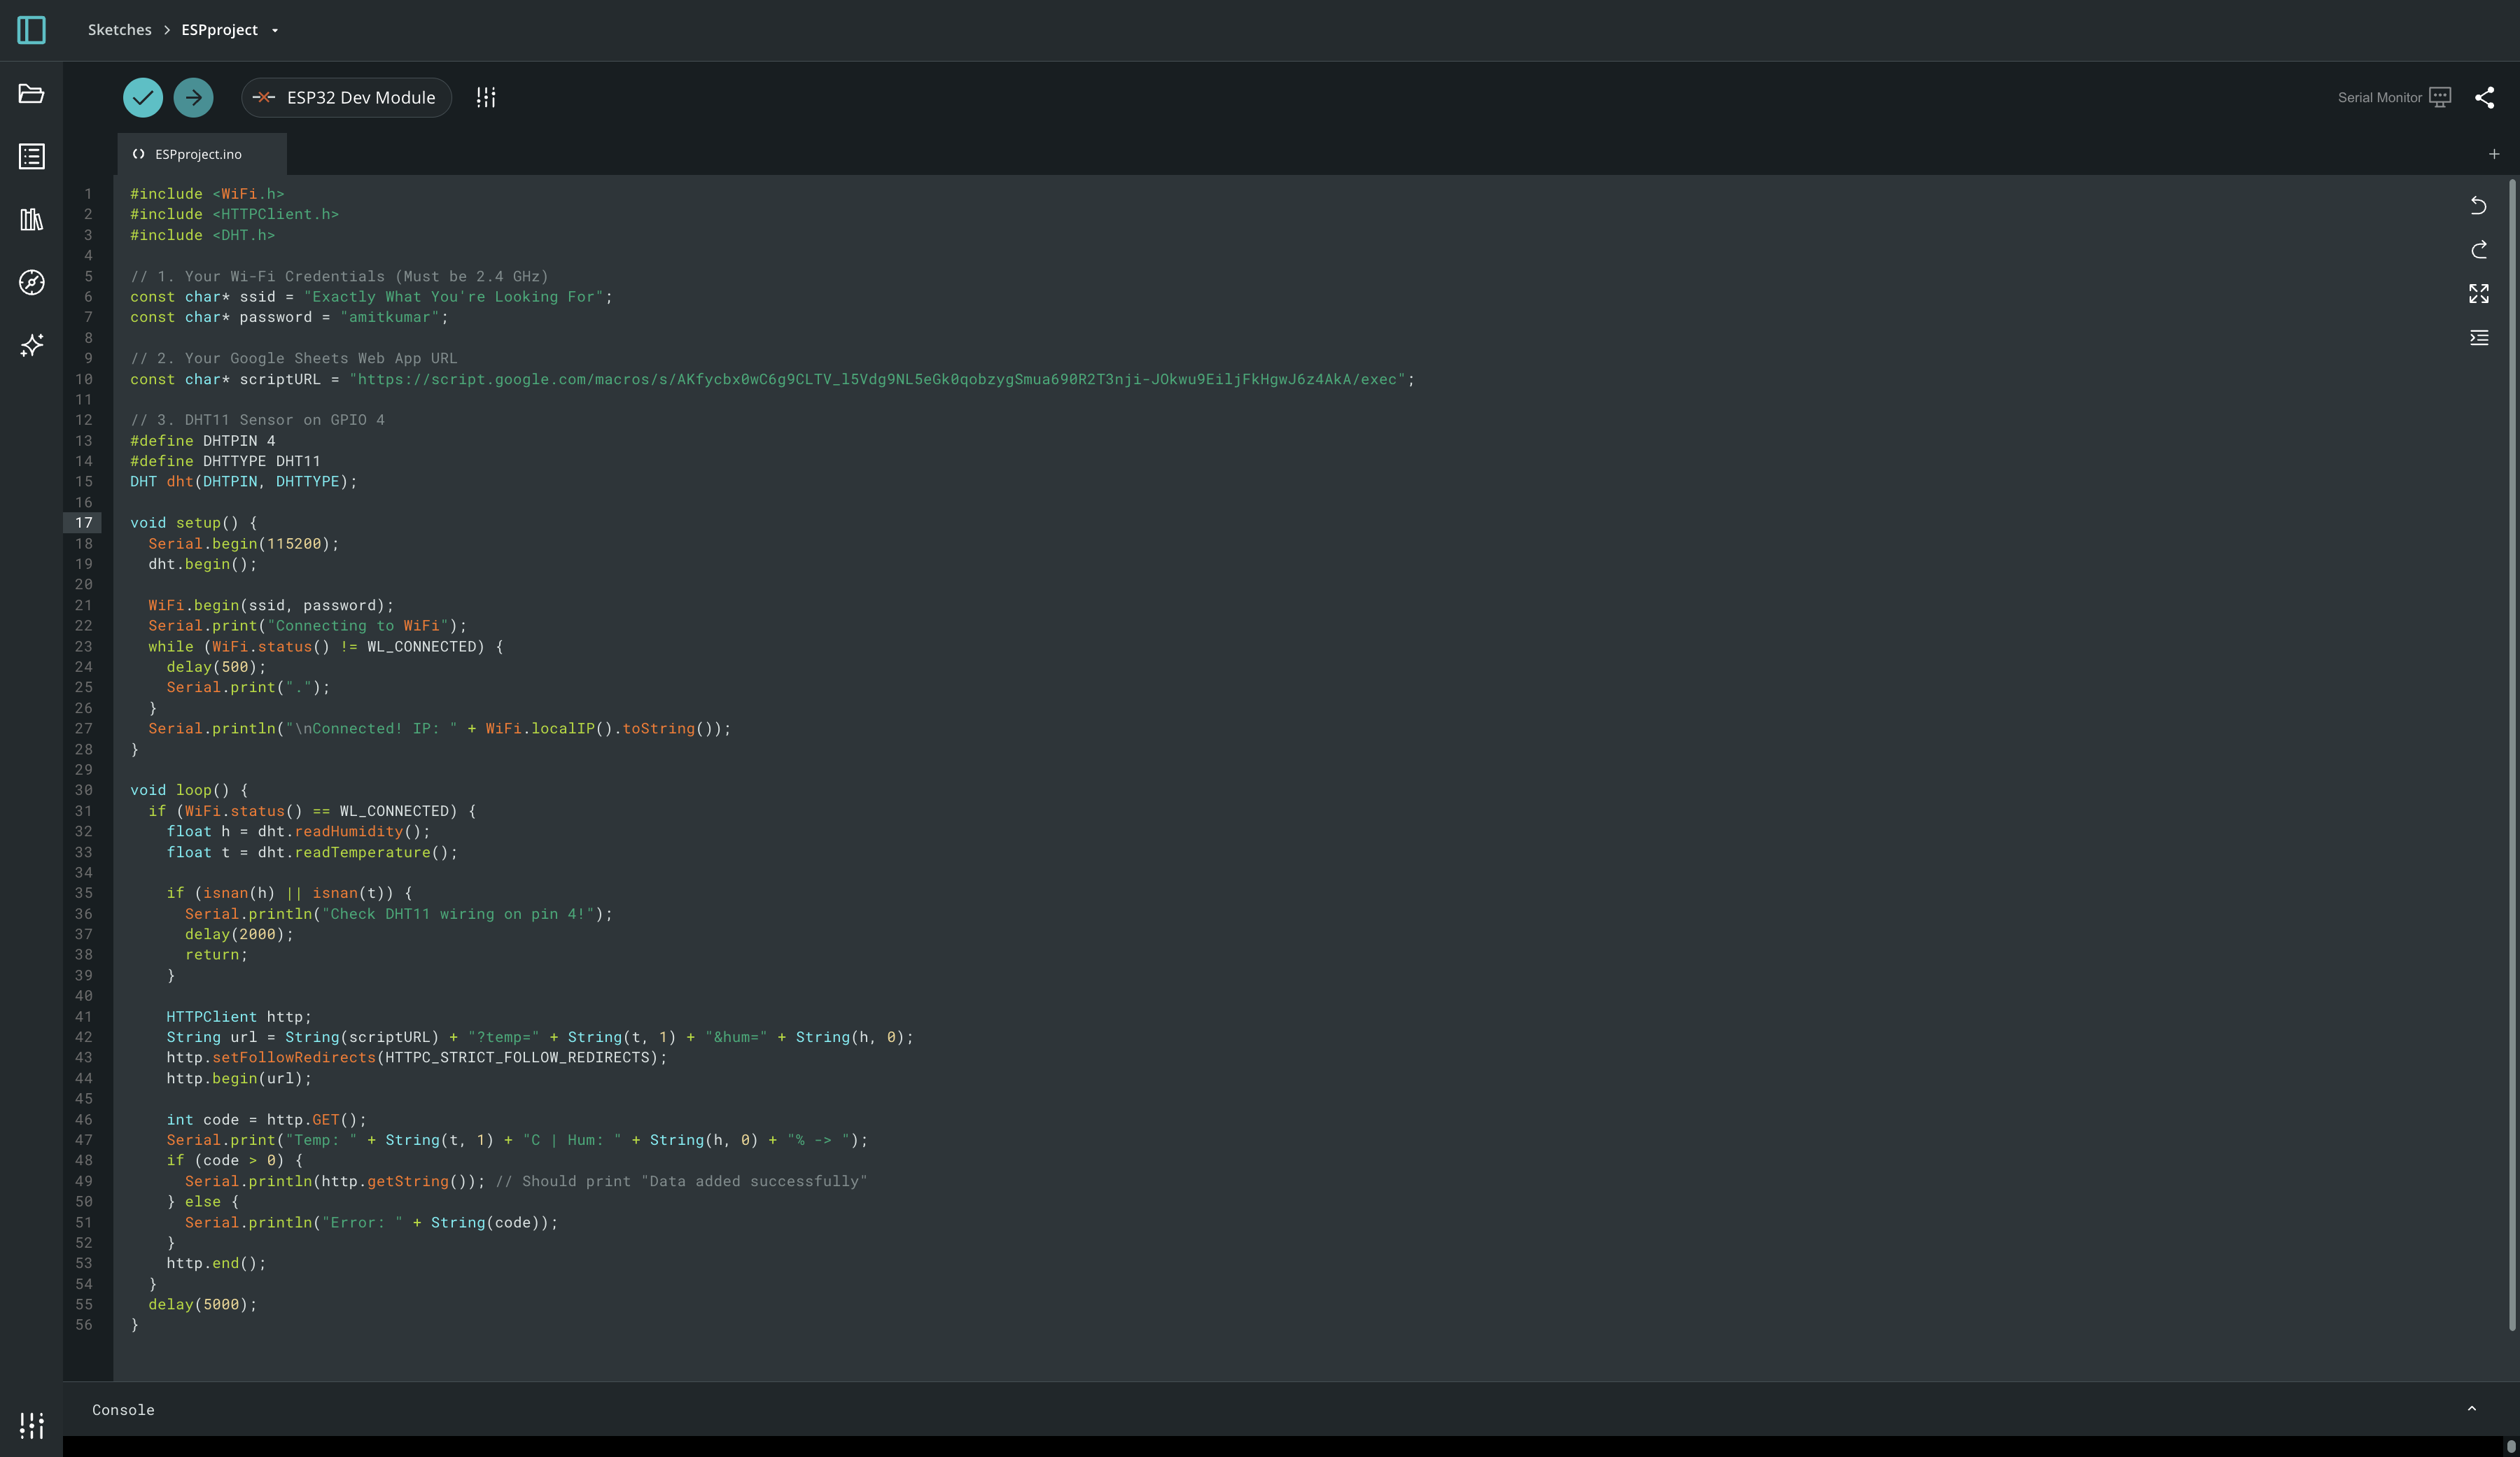 Sketches > ESPproject
ESP32 Dev Module
Serial Monitor
ESPproject.ino
1 #include <WiFi.h>
2 #include <HTTPClient.h>
3 #include <DHT.h>
4
5 // 1. Your Wi-Fi Credentials (Must be 2.4 GHz)
6 const char* ssid = "Exactly What You're Looking For";
7 const char* password = "amitkumar";
8
9 // 2. Your Google Sheets Web App URL
10 const char* scriptURL = "https://script.google.com/macros/s/AKfycbx0wC6g9CLTV_l5Vdg9NL5eGk0qobzygSmua690R2T3nji-JOkwu9EiljFkHgwJ6z4AkA/exec";
11
12 // 3. DHT11 Sensor on GPIO 4
13 #define DHTPIN 4
14 #define DHTTYPE DHT11
15 DHT dht(DHTPIN, DHTTYPE);
16
17 void setup() {
18   Serial.begin(115200);
19   dht.begin();
20
21   WiFi.begin(ssid, password);
22   Serial.print("Connecting to WiFi");
23   while (WiFi.status() != WL_CONNECTED) {
24     delay(500);
25     Serial.print(".");
26   }
27   Serial.println("\nConnected! IP: " + WiFi.localIP().toString());
28 }
29
30 void loop() {
31   if (WiFi.status() == WL_CONNECTED) {
32     float h = dht.readHumidity();
33     float t = dht.readTemperature();
34
35     if (isnan(h) || isnan(t)) {
36       Serial.println("Check DHT11 wiring on pin 4!");
37       delay(2000);
38       return;
39     }
40
41     HTTPClient http;
42     String url = String(scriptURL) + "?temp=" + String(t, 1) + "&hum=" + String(h, 0);
43     http.setFollowRedirects(HTTPC_STRICT_FOLLOW_REDIRECTS);
44     http.begin(url);
45
46     int code = http.GET();
47     Serial.print("Temp: " + String(t, 1) + "C | Hum: " + String(h, 0) + "% -> ");
48     if (code > 0) {
49       Serial.println(http.getString()); // Should print "Data added successfully"
50     } else {
51       Serial.println("Error: " + String(code));
52     }
53     http.end();
54   }
55   delay(5000);
56 }
Console